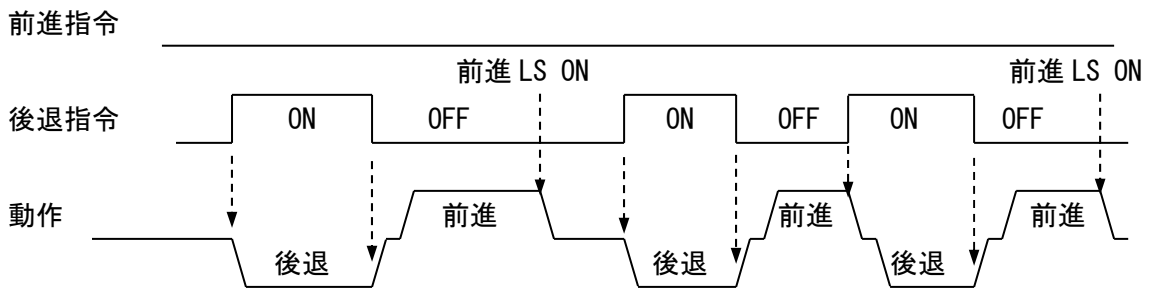 前進指令
前進 LS ON 前進 LS ON
後退指令 ON OFF ON OFF ON OFF
動作 前進 前進 前進
後退 後退 後退